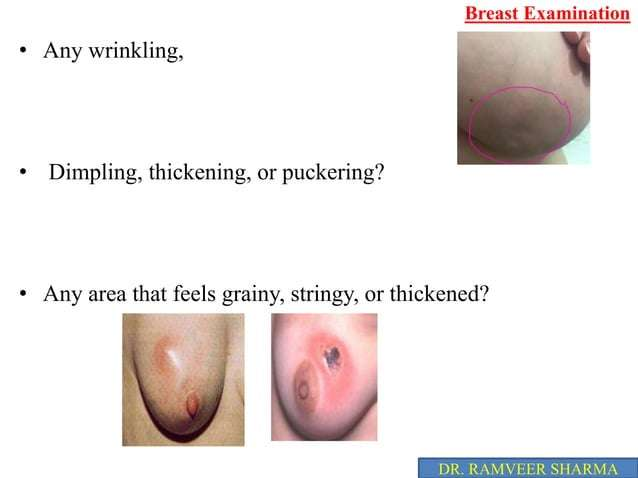 Breast Examination
• Any wrinkling,
• Dimpling, thickening, or puckering?
• Any area that feels grainy, stringy, or thickened?
DR. RAMVEER SHARMA